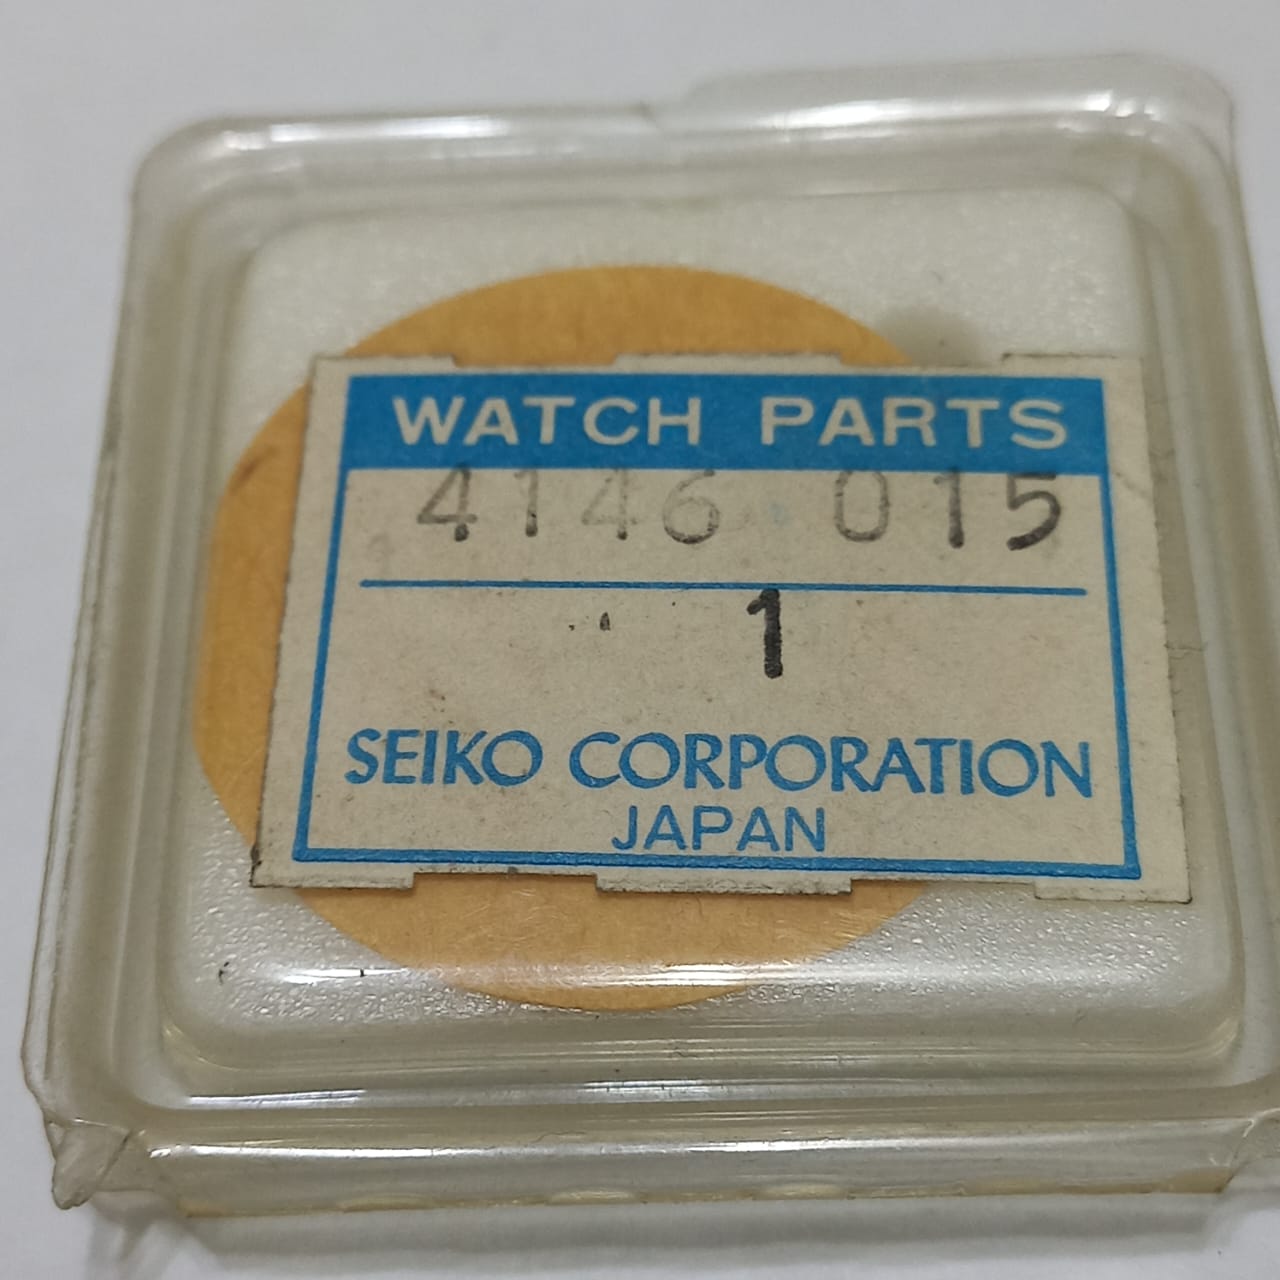 WATCH PARTS
4146 015
1
SEIKO CORPORATION
JAPAN